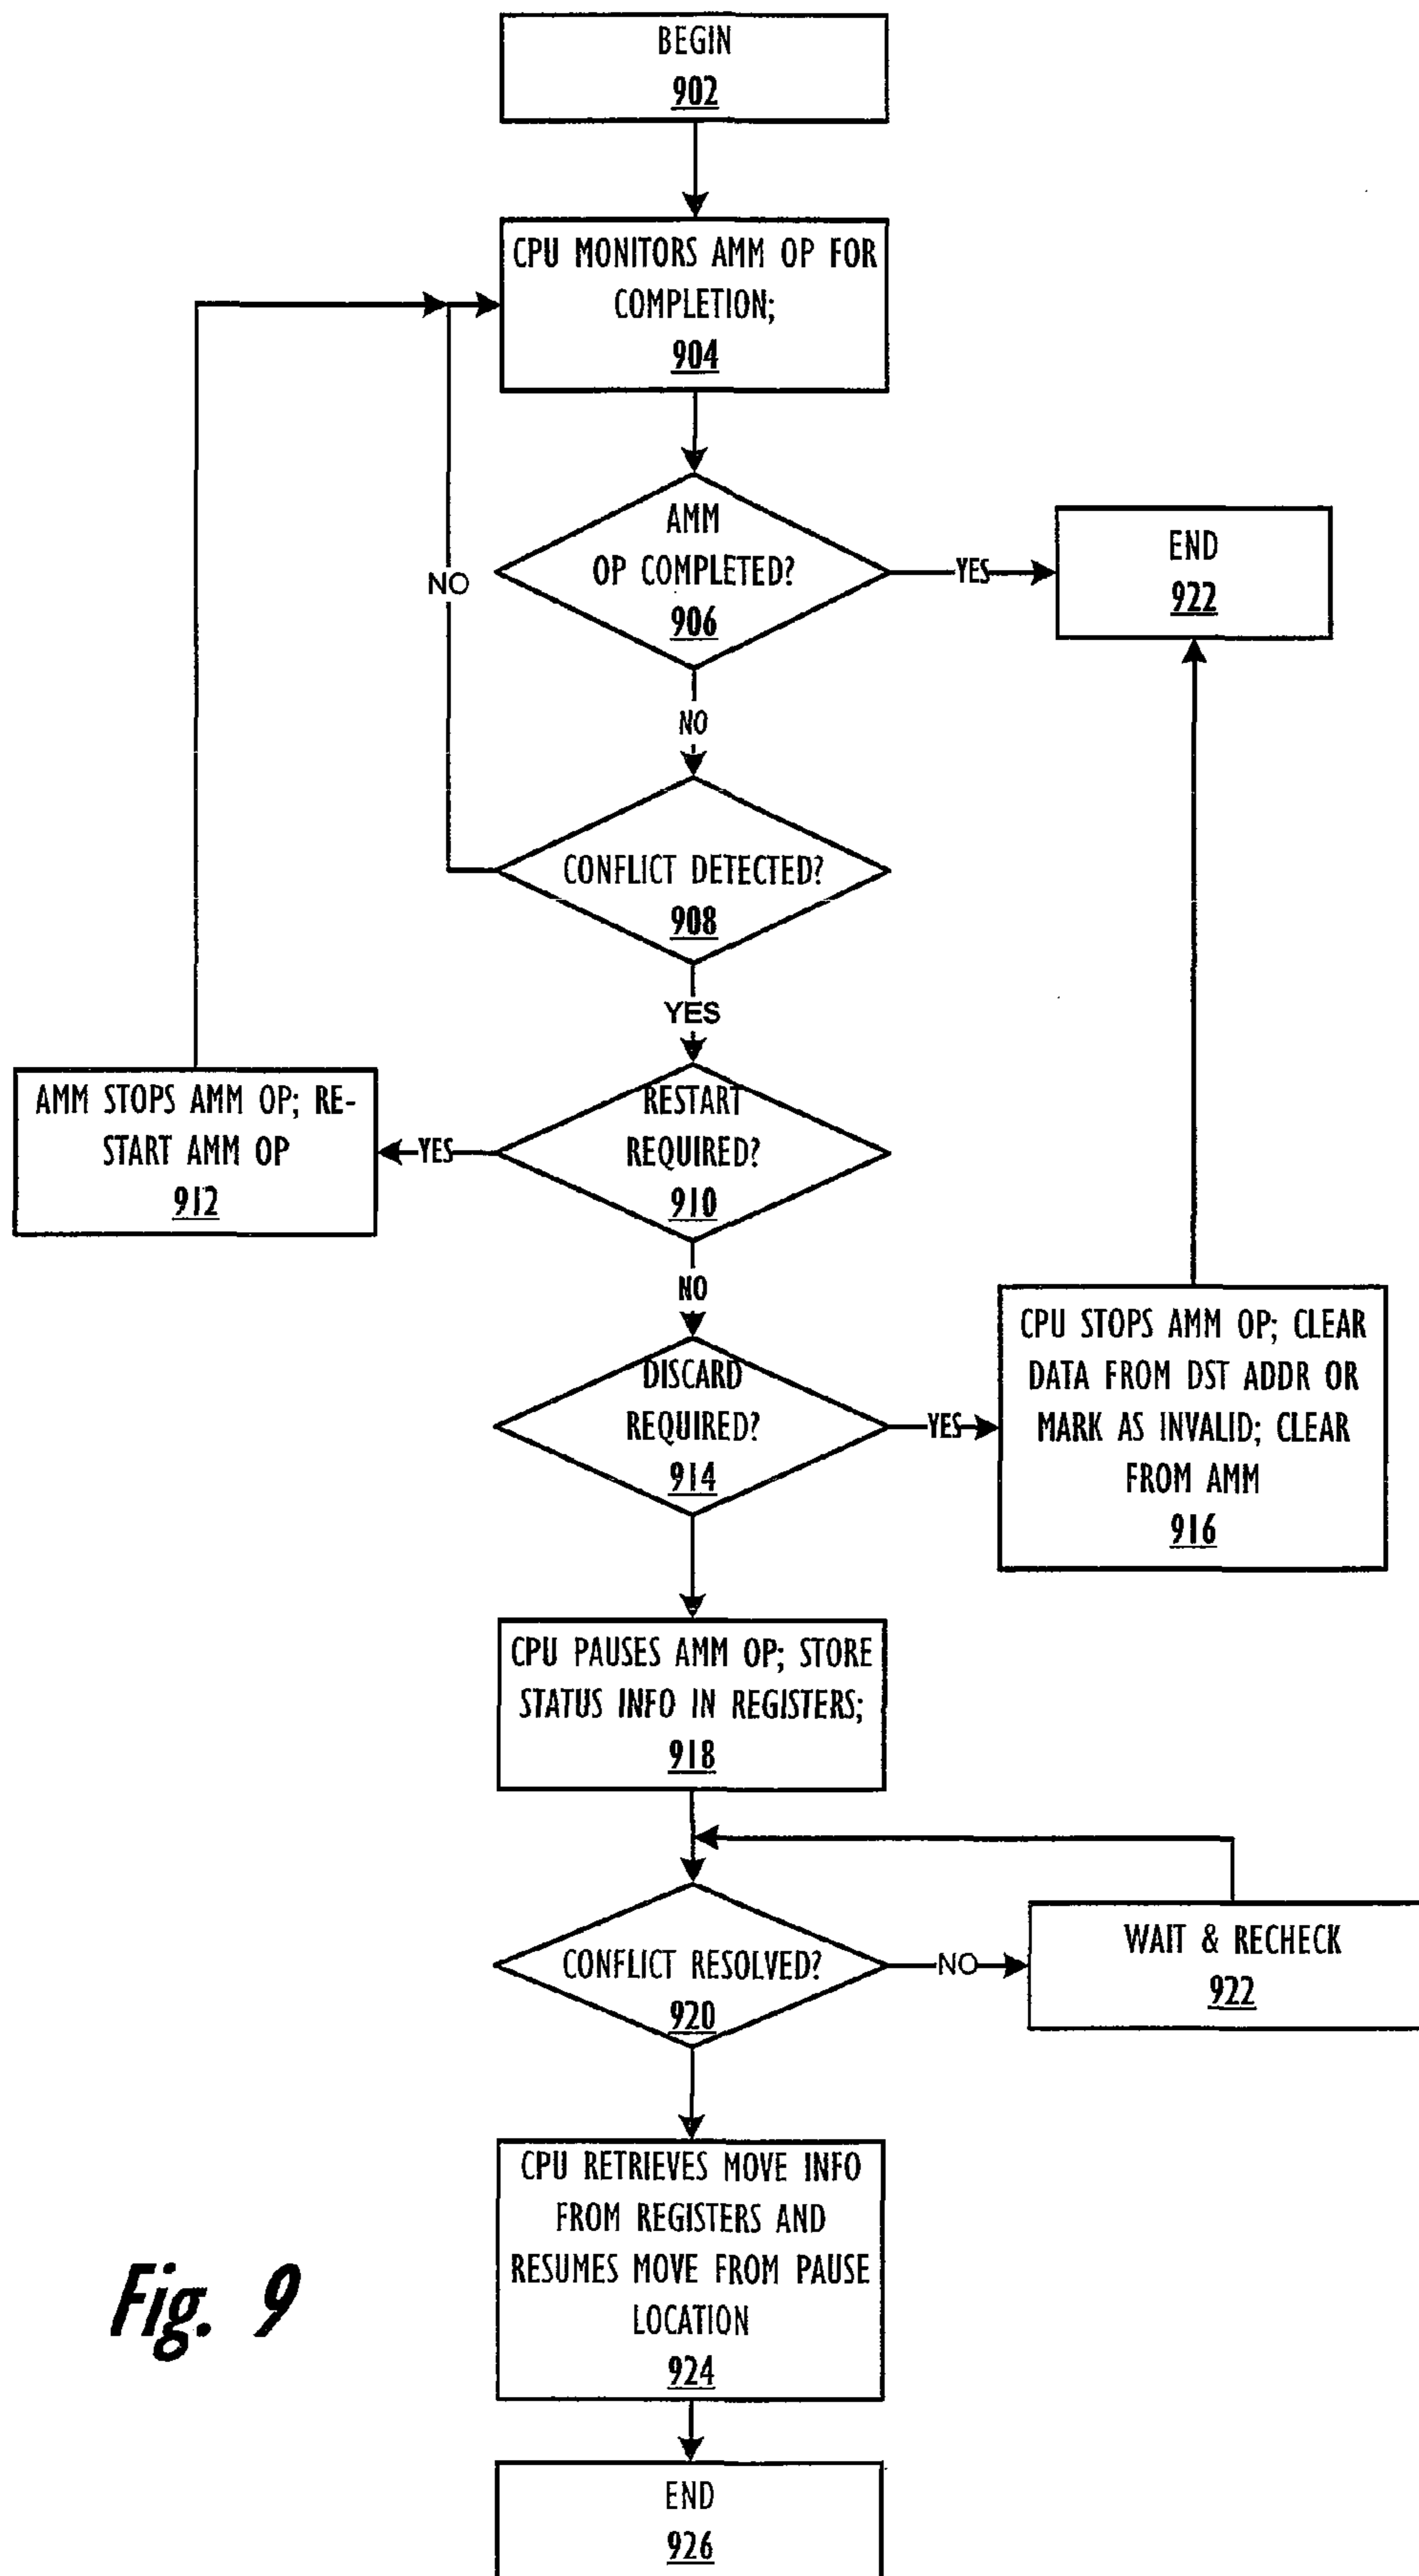 BEGIN
902
CPU MONITORS AMM OP FOR
COMPLETION;
904
AMM
OP COMPLETED?
906
YES
END
922
NO
NO
CONFLICT DETECTED?
908
YES
RESTART
REQUIRED?
910
YES
AMM STOPS AMM OP; RE-
START AMM OP
912
NO
DISCARD
REQUIRED?
914
YES
CPU STOPS AMM OP; CLEAR
DATA FROM DST ADDR OR
MARK AS INVALID; CLEAR
FROM AMM
916
CPU PAUSES AMM OP; STORE
STATUS INFO IN REGISTERS;
918
CONFLICT RESOLVED?
920
NO
WAIT & RECHECK
922
CPU RETRIEVES MOVE INFO
FROM REGISTERS AND
RESUMES MOVE FROM PAUSE
LOCATION
924
END
926
Fig. 9